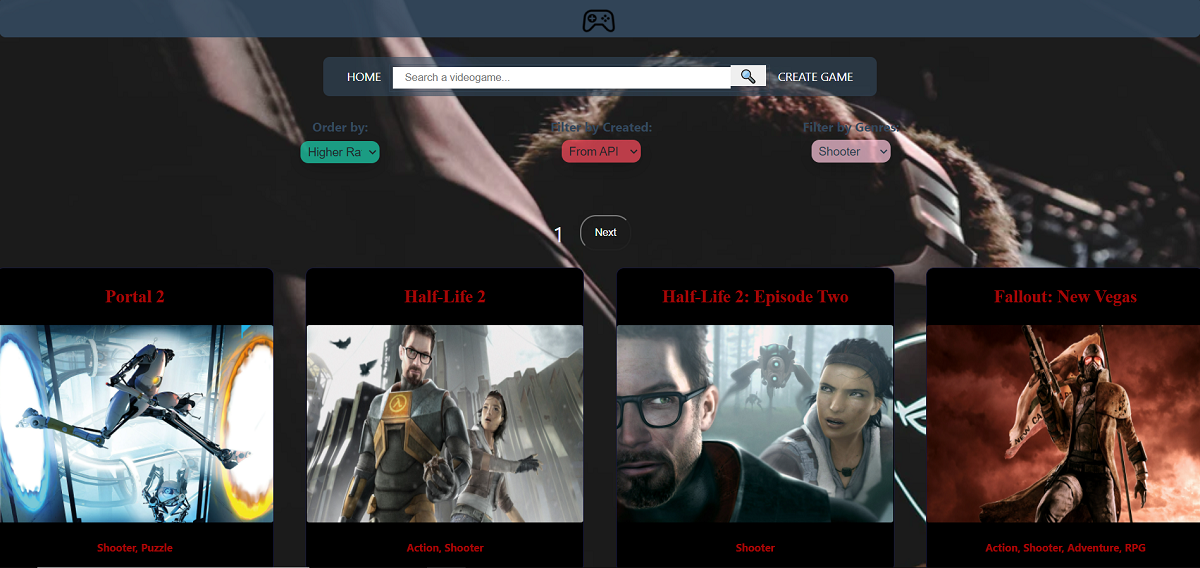 HOME Search a videogame... CREATE GAME
Order by: Filter by Created: Filter by Genres:
Higher Ra From API Shooter
1 Next
Portal 2 Half-Life 2 Half-Life 2: Episode Two Fallout: New Vegas
NEW CA
Shooter, Puzzle Action, Shooter Shooter Action, Shooter, Adventure, RPG